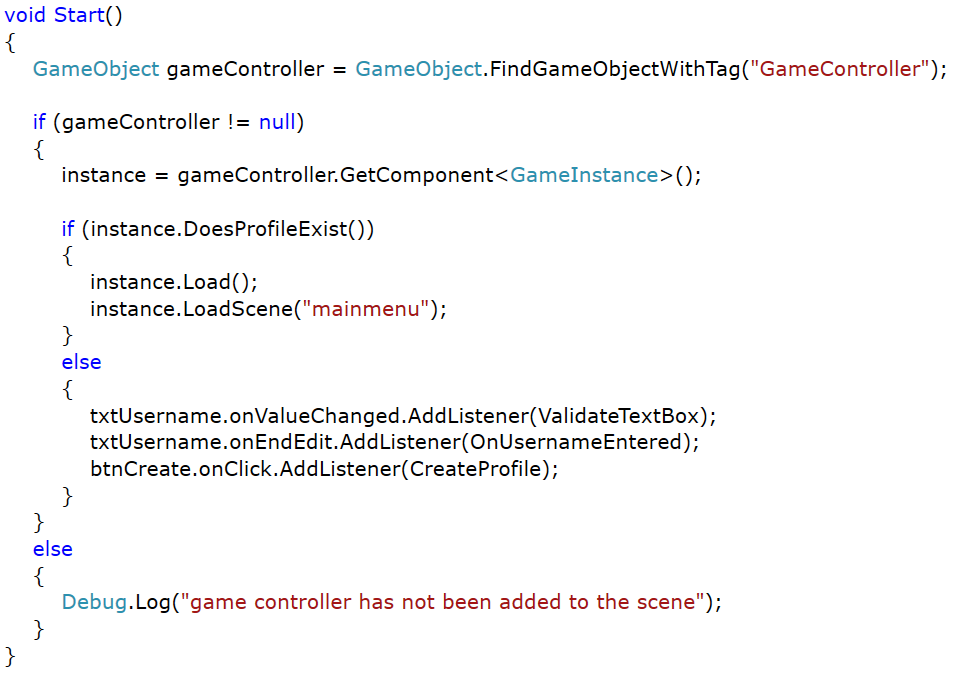 void Start()
{
    GameObject gameController = GameObject.FindGameObjectWithTag("GameController");

    if (gameController != null)
    {
        instance = gameController.GetComponent<GameInstance>();

        if (instance.DoesProfileExist())
        {
            instance.Load();
            instance.LoadScene("mainmenu");
        }
        else
        {
            txtUsername.onValueChanged.AddListener(ValidateTextBox);
            txtUsername.onEndEdit.AddListener(OnUsernameEntered);
            btnCreate.onClick.AddListener(CreateProfile);
        }
    }
    else
    {
        Debug.Log("game controller has not been added to the scene");
    }
}